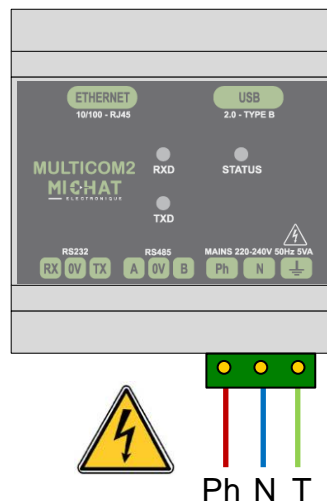 ETHERNET
10/100 - RJ45
USB
2.0 - TYPE B
MULTICOM2
MICHAT
ELECTRONIQUE
RXD
STATUS
TXD
RS232
RX 0V TX
RS485
A 0V B
MAINS 220-240V 50Hz 5VA
Ph N
Ph N T